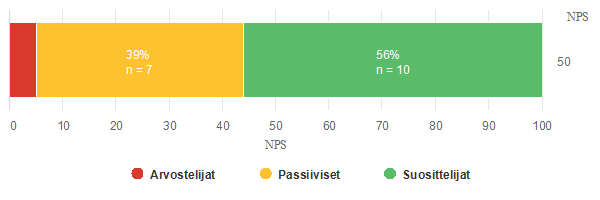 NPS
39%
n = 7
56%
n = 10
50
0 10 20 30 40 50 60 70 80 90 100
NPS
Arvostelijat Passiiviset Suosittelijat